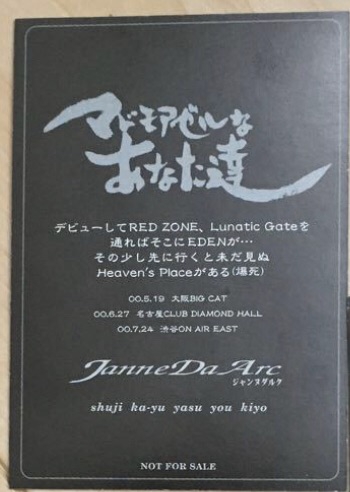 マドモアゼルな
あなた達
デビューしてRED ZONE、Lunatic Gateを
通ればそこにEDENが…
その少し先に行くと未だ見ぬ
Heaven's Placeがある(爆死)
00.5.19 大阪BIG CAT
00.6.27 名古屋CLUB DIAMOND HALL
00.7.24 渋谷ON AIR EAST
JanneDa Arc
ジャンヌダルク
shuji ka-yu yasu you kiyo
NOT FOR SALE